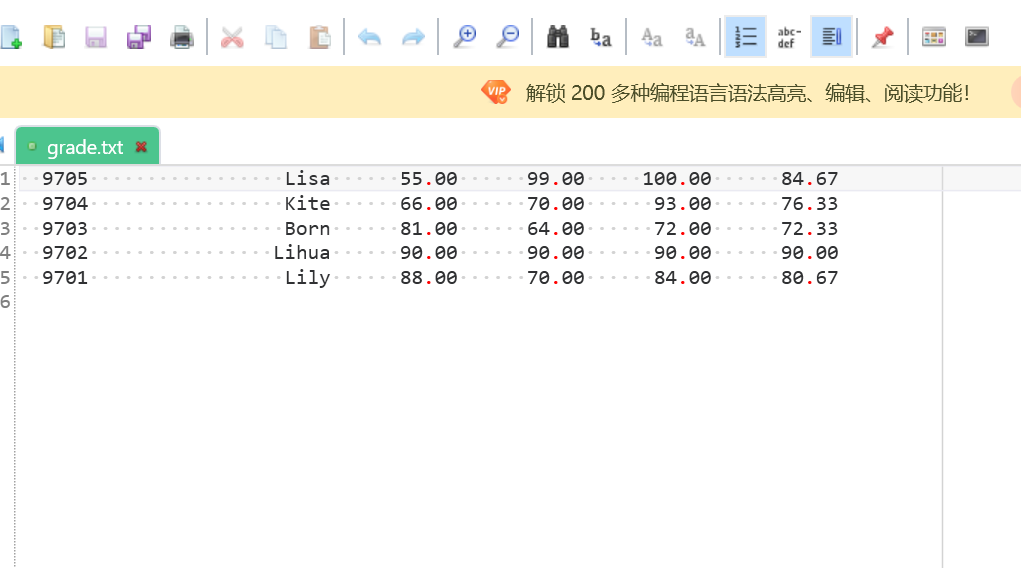 b a
A a
a A
1 2 3
abc- def
VIP 解锁 200 多种编程语言语法高亮、编辑、阅读功能!
grade.txt
1 9705 Lisa 55.00 99.00 100.00 84.67
2 9704 Kite 66.00 70.00 93.00 76.33
3 9703 Born 81.00 64.00 72.00 72.33
4 9702 Lihua 90.00 90.00 90.00 90.00
5 9701 Lily 88.00 70.00 84.00 80.67
6